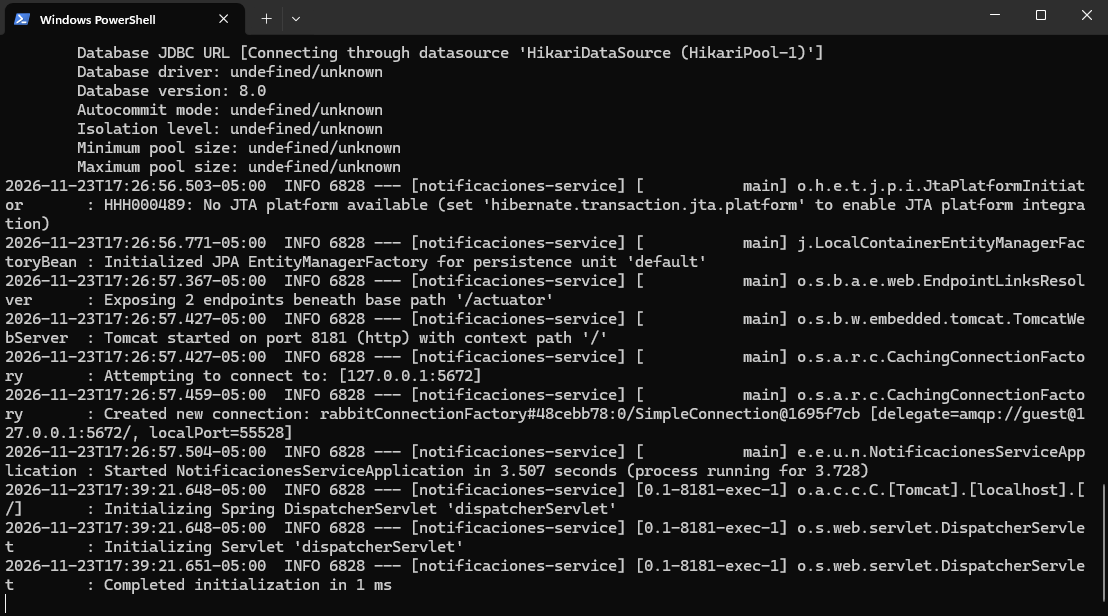 Windows PowerShell
        Database JDBC URL [Connecting through datasource 'HikariDataSource (HikariPool-1)']
        Database driver: undefined/unknown
        Database version: 8.0
        Autocommit mode: undefined/unknown
        Isolation level: undefined/unknown
        Minimum pool size: undefined/unknown
        Maximum pool size: undefined/unknown
2026-11-23T17:26:56.503-05:00  INFO 6828 --- [notificaciones-service] [           main] o.h.e.t.j.p.i.JtaPlatformInitiat
or       : HHH000489: No JTA platform available (set 'hibernate.transaction.jta.platform' to enable JTA platform integra
tion)
2026-11-23T17:26:56.771-05:00  INFO 6828 --- [notificaciones-service] [           main] j.LocalContainerEntityManagerFac
toryBean : Initialized JPA EntityManagerFactory for persistence unit 'default'
2026-11-23T17:26:57.367-05:00  INFO 6828 --- [notificaciones-service] [           main] o.s.b.a.e.web.EndpointLinksResol
ver      : Exposing 2 endpoints beneath base path '/actuator'
2026-11-23T17:26:57.427-05:00  INFO 6828 --- [notificaciones-service] [           main] o.s.b.w.embedded.tomcat.TomcatWe
bServer  : Tomcat started on port 8181 (http) with context path '/'
2026-11-23T17:26:57.427-05:00  INFO 6828 --- [notificaciones-service] [           main] o.s.a.r.c.CachingConnectionFacto
ry       : Attempting to connect to: [127.0.0.1:5672]
2026-11-23T17:26:57.459-05:00  INFO 6828 --- [notificaciones-service] [           main] o.s.a.r.c.CachingConnectionFacto
ry       : Created new connection: rabbitConnectionFactory#48cebb78:0/SimpleConnection@1695f7cb [delegate=amqp://guest@1
27.0.0.1:5672/, localPort=55528]
2026-11-23T17:26:57.504-05:00  INFO 6828 --- [notificaciones-service] [           main] e.e.u.n.NotificacionesServiceApp
lication : Started NotificacionesServiceApplication in 3.507 seconds (process running for 3.728)
2026-11-23T17:39:21.648-05:00  INFO 6828 --- [notificaciones-service] [0.1-8181-exec-1] o.a.c.c.C.[Tomcat].[localhost].[
/]       : Initializing Spring DispatcherServlet 'dispatcherServlet'
2026-11-23T17:39:21.648-05:00  INFO 6828 --- [notificaciones-service] [0.1-8181-exec-1] o.s.web.servlet.DispatcherServle
t        : Initializing Servlet 'dispatcherServlet'
2026-11-23T17:39:21.651-05:00  INFO 6828 --- [notificaciones-service] [0.1-8181-exec-1] o.s.web.servlet.DispatcherServle
t        : Completed initialization in 1 ms